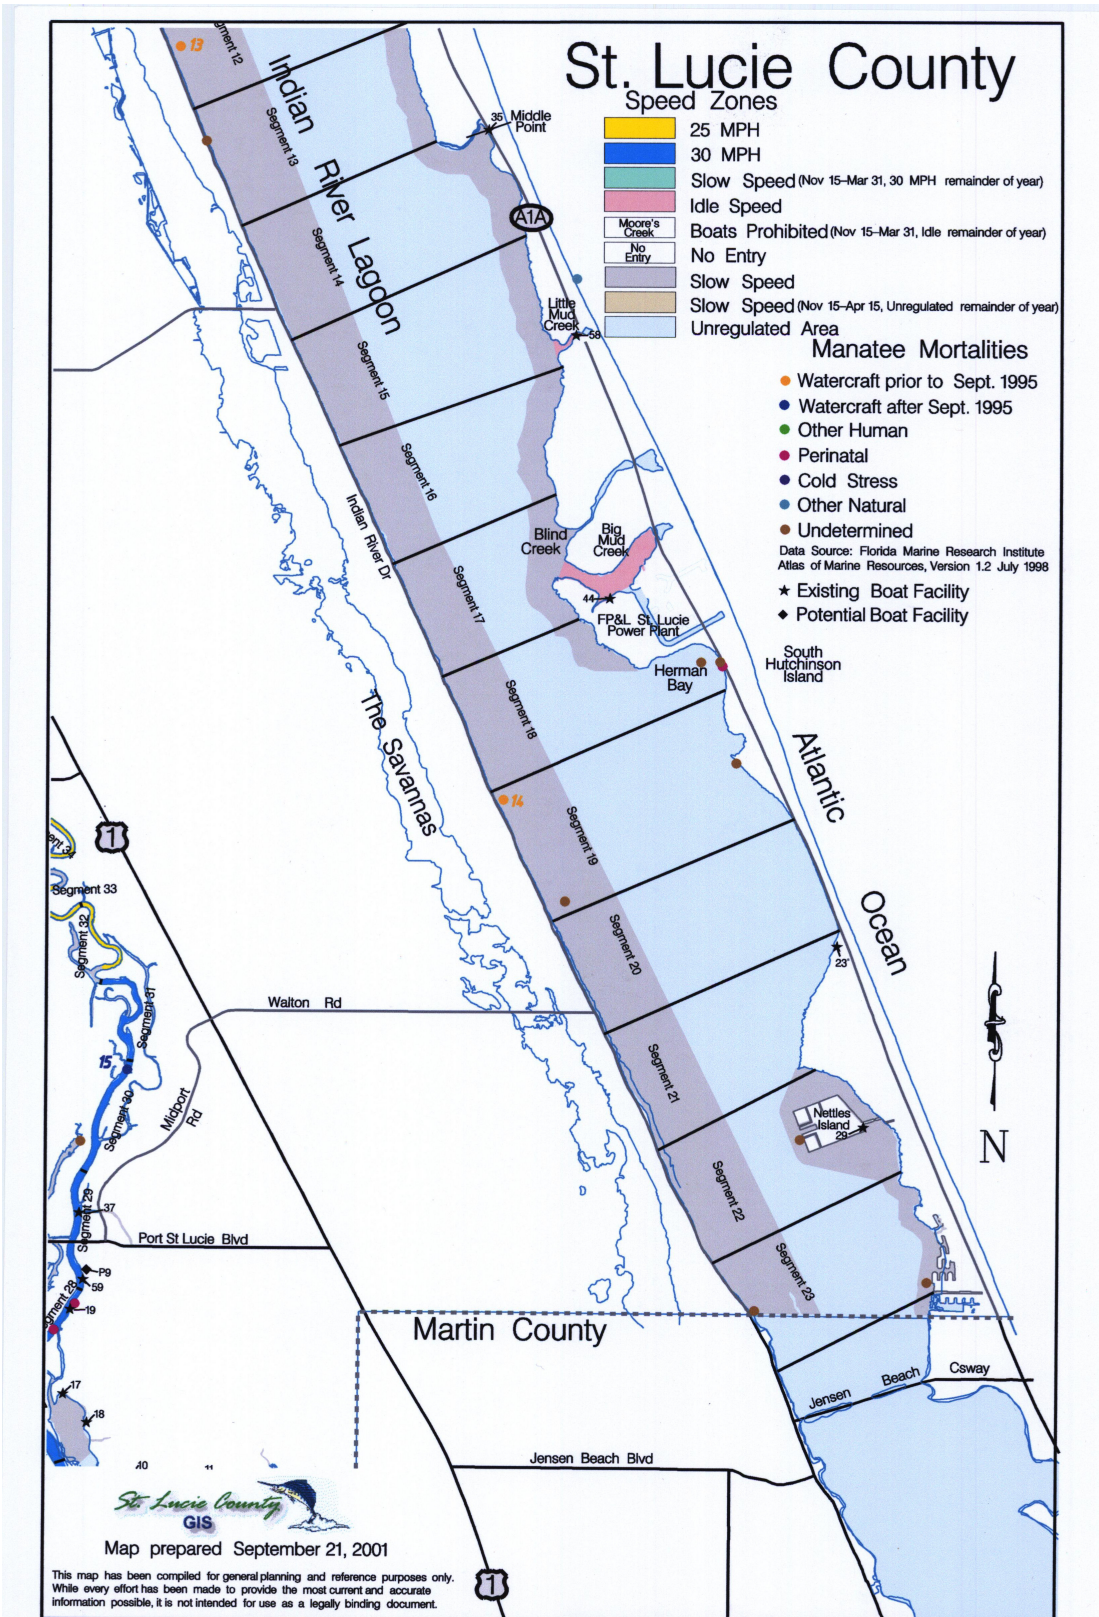 St. Lucie County
Speed Zones
25 MPH
30 MPH
Slow Speed (Nov 15-Mar 31, 30 MPH remainder of year)
Idle Speed
Moore's
Creek
Boats Prohibited (Nov 15-Mar 31, Idle remainder of year)
No
Entry
No Entry
Slow Speed
Slow Speed (Nov 15-Apr 15, Unregulated remainder of year)
Unregulated Area
Manatee Mortalities
Watercraft prior to Sept. 1995
Watercraft after Sept. 1995
Other Human
Perinatal
Cold Stress
Other Natural
Undetermined
Data Source: Florida Marine Research Institute
Atlas of Marine Resources, Version 1.2 July 1998
Existing Boat Facility
Potential Boat Facility
13
gment 12
Indian River Lagoon
Segment 13
35
Middle
Point
A1A
Segment 14
Little
Mud
Creek
58
Segment 15
Segment 16
Indian River Dr
Blind
Creek
Big
Mud
Creek
44
FP&L St. Lucie
Power Plant
Segment 17
South
Hutchinson
Island
Herman
Bay
Segment 18
The Savannas
Atlantic
Ocean
14
Segment 19
1
ent 34
Segment 33
Segment 32
Segment 20
23
Segment 31
Walton Rd
15
Segment 21
Midport
Rd
Segment 30
Nettles
Island
29
N
Segment 22
37
Segment 29
Port St Lucie Blvd
P9
59
Segment 23
gment 28
19
Martin County
17
18
Jensen Beach Csway
Jensen Beach Blvd
40
11
St. Lucie County
GIS
Map prepared September 21, 2001
This map has been compiled for general planning and reference purposes only.
While every effort has been made to provide the most current and accurate
information possible, it is not intended for use as a legally binding document.
1